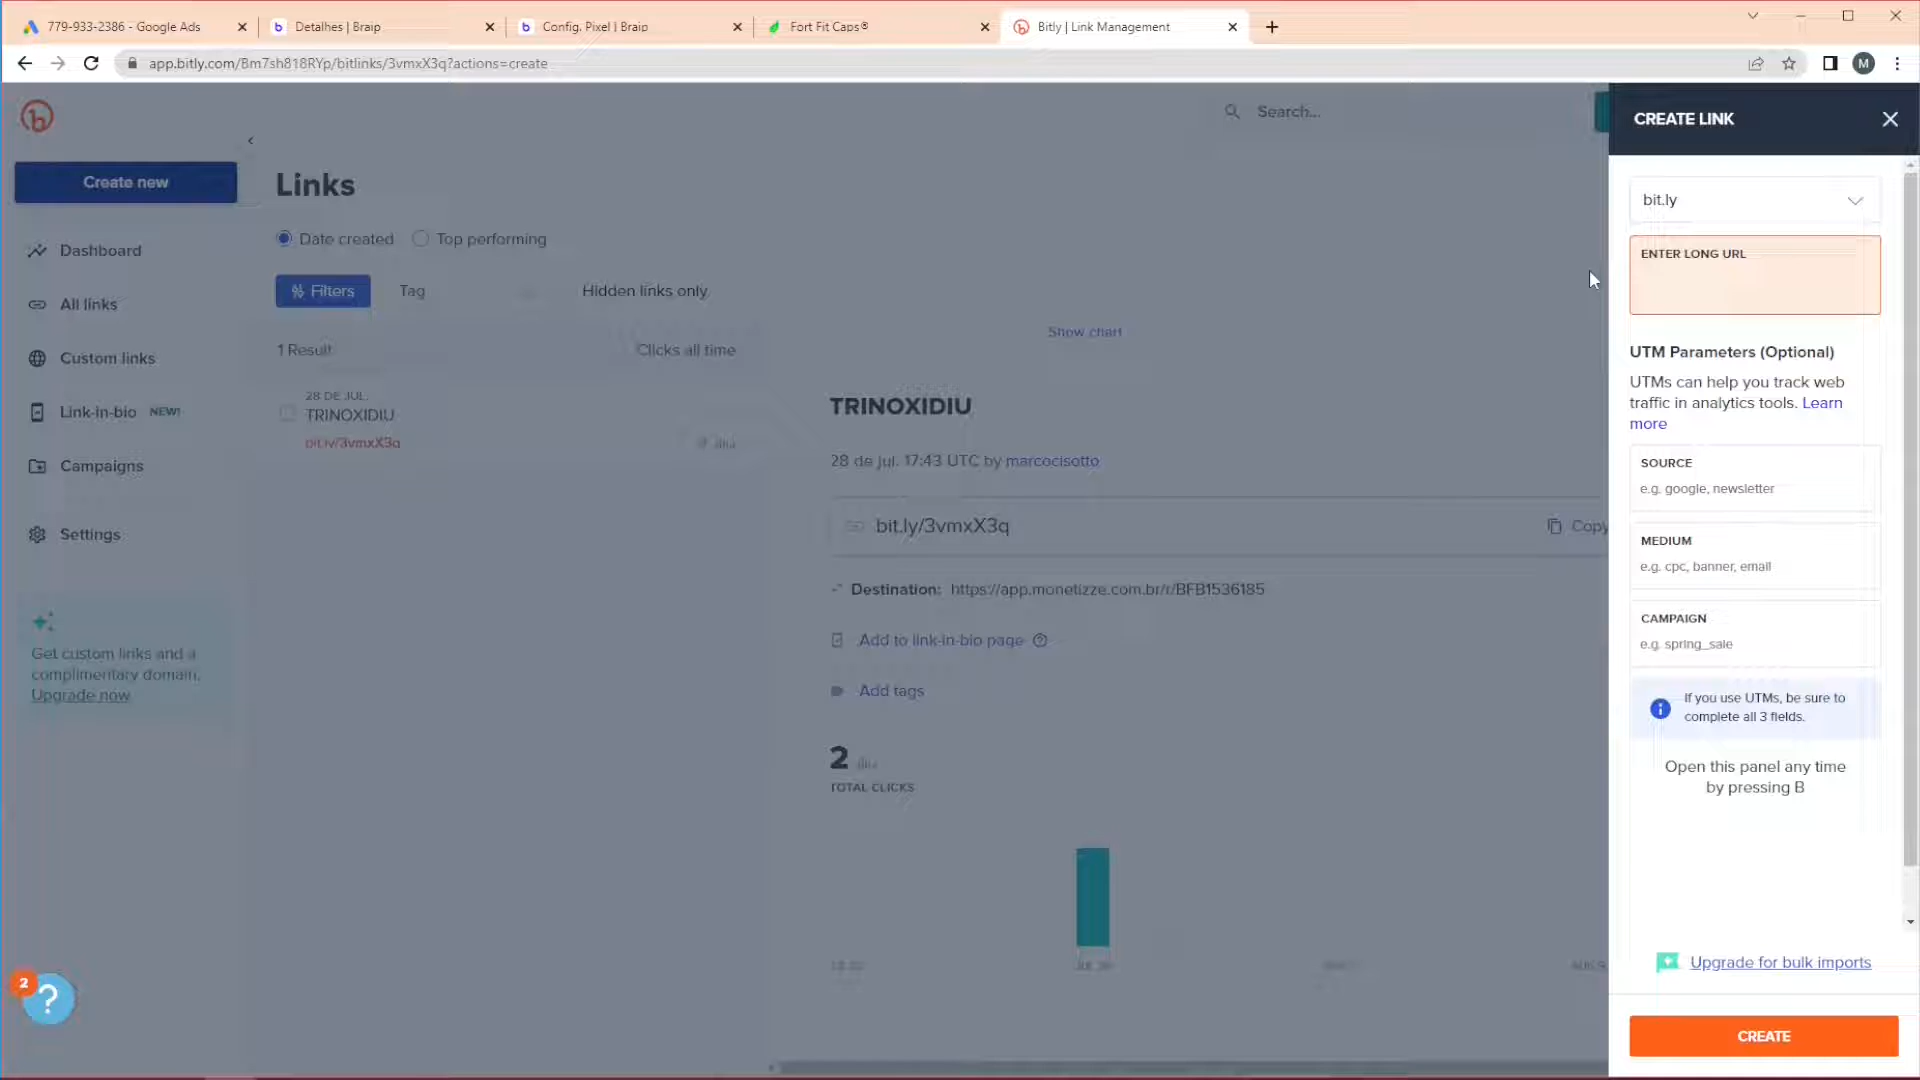 779-933-2386 - Google Ads
Detalhes | Braip
Config. Pixel | Braip
Fort Fit Caps®
Bitly | Link Management
app.bitly.com/Bm7sh818RYp/bitlinks/3vmxX3q?actions=create
M
Search...
Create new
Dashboard
All links
Custom links
Link-in-bio NEW!
Campaigns
Settings
Get custom links and a
complimentary domain.
Upgrade now
2
?
Links
Date created
Top performing
Filters
Tag
Hidden links only
1 Result
Clicks all time
28 DE JUL.
TRINOXIDIU
bit.ly/3vmxX3q
Show chart
TRINOXIDIU
28 de jul. 17:43 UTC by marcocisotto
bit.ly/3vmxX3q
Copy
Destination: https://app.monetizze.com.br/r/BFB1536185
Add to link-in-bio page
Add tags
2
TOTAL CLICKS
CREATE LINK
bit.ly
ENTER LONG URL
UTM Parameters (Optional)
UTMs can help you track web
traffic in analytics tools. Learn
more
SOURCE
e.g. google, newsletter
MEDIUM
e.g. cpc, banner, email
CAMPAIGN
e.g. spring_sale
If you use UTMs, be sure to
complete all 3 fields.
Open this panel any time
by pressing B
Upgrade for bulk imports
CREATE